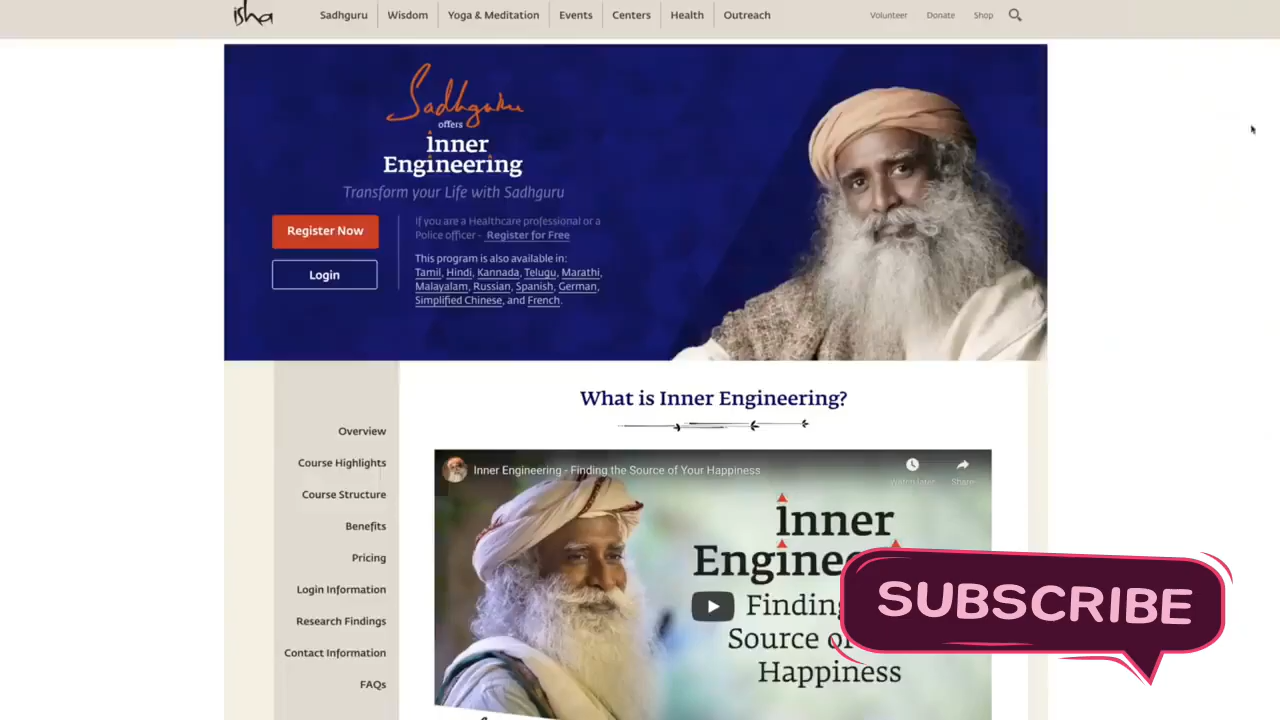 isha
Sadhguru
Wisdom
Yoga & Meditation
Events
Centers
Health
Outreach
Volunteer
Donate
Shop
Sadhguru
offers
inner
Engineering
Transform your Life with Sadhguru
Register Now
Login
If you are a Healthcare professional or a
Police officer - Register for Free
This program is also available in:
Tamil, Hindi, Kannada, Telugu, Marathi,
Malayalam, Russian, Spanish, German,
Simplified Chinese, and French.
Overview
Course Highlights
Course Structure
Benefits
Pricing
Login Information
Research Findings
Contact Information
FAQs
What is Inner Engineering?
Inner Engineering - Finding the Source of Your Happiness
Watch later
Share
inner
Enginee
Finding
Source o
Happiness
SUBSCRIBE